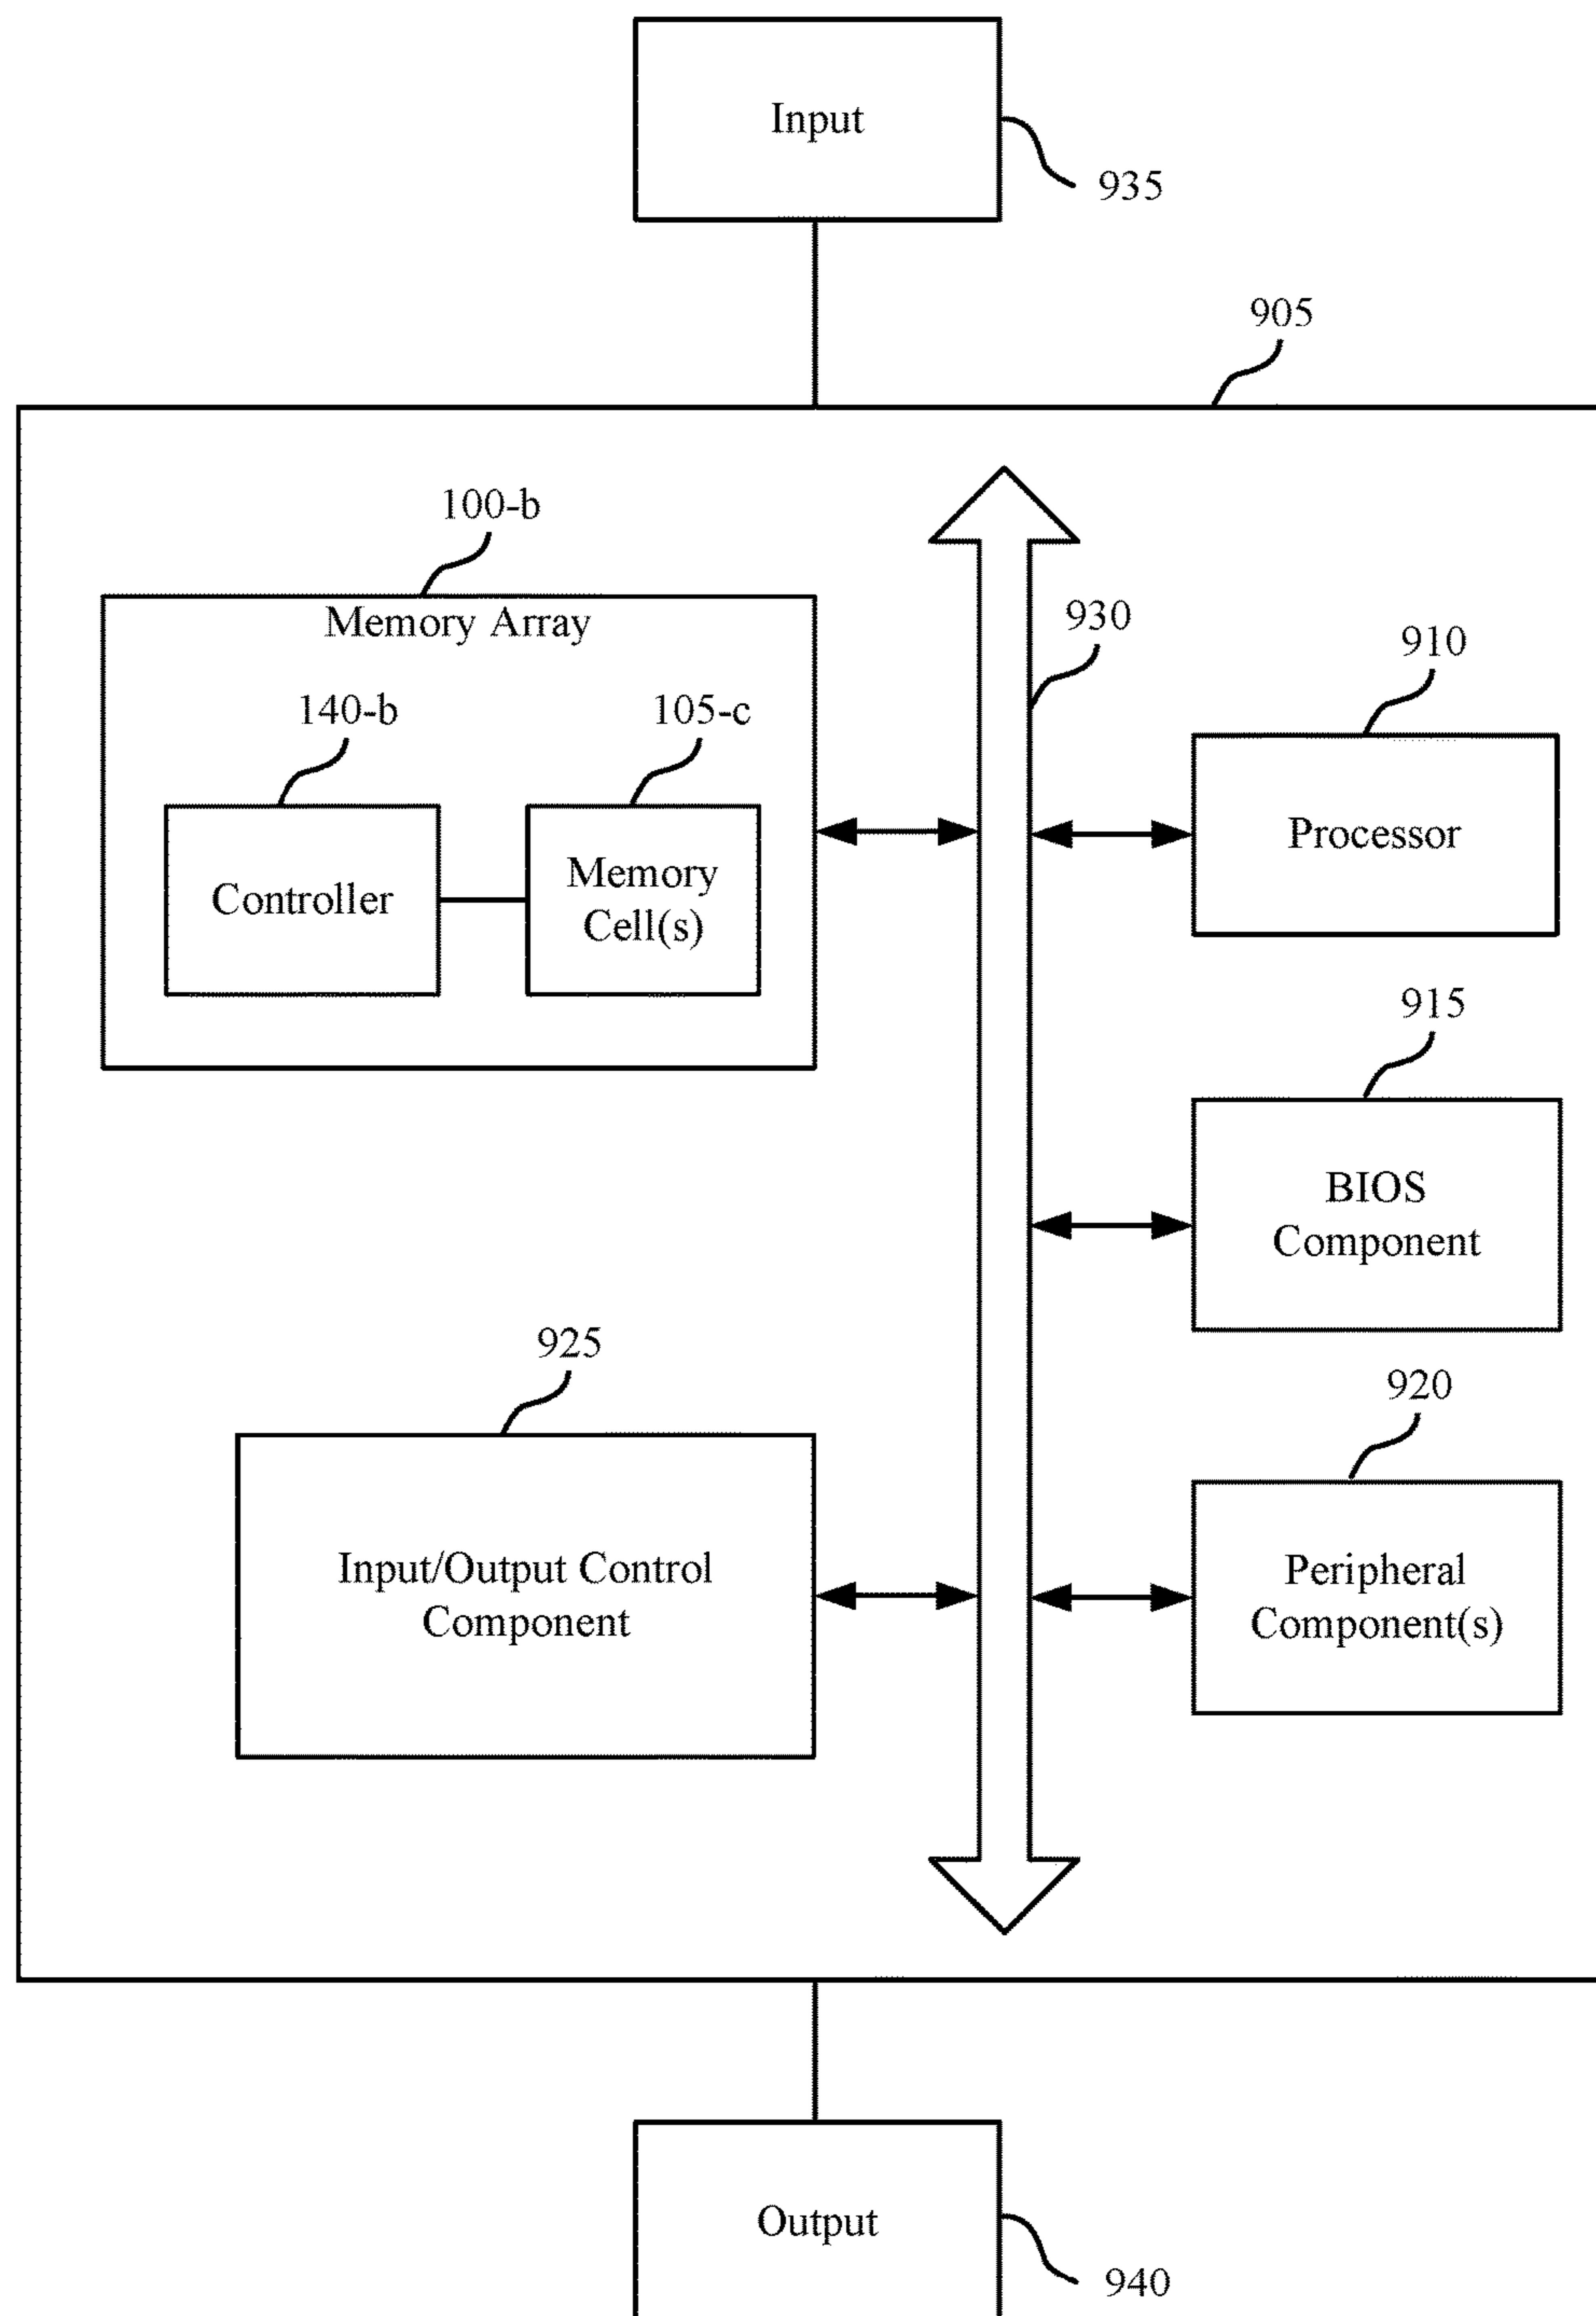 Input
935
905
100-b
Memory Array
930
910
140-b
105-c
Processor
Controller
Memory
Cell(s)
915
BIOS
Component
925
920
Input/Output Control
Component
Peripheral
Component(s)
Output
940